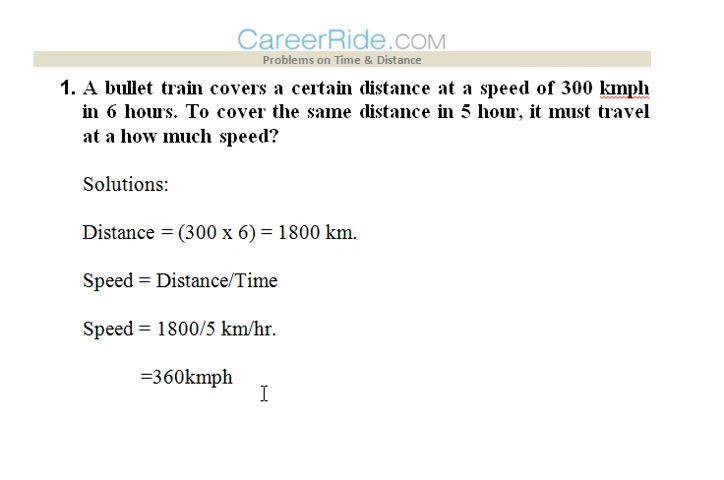 CareerRide.COM
Problems on Time & Distance
1. A bullet train covers a certain distance at a speed of 300 kmph
in 6 hours. To cover the same distance in 5 hour, it must travel
at a how much speed?
Solutions:
Distance = (300 x 6) = 1800 km.
Speed = Distance/Time
Speed = 1800/5 km/hr.
=360kmph